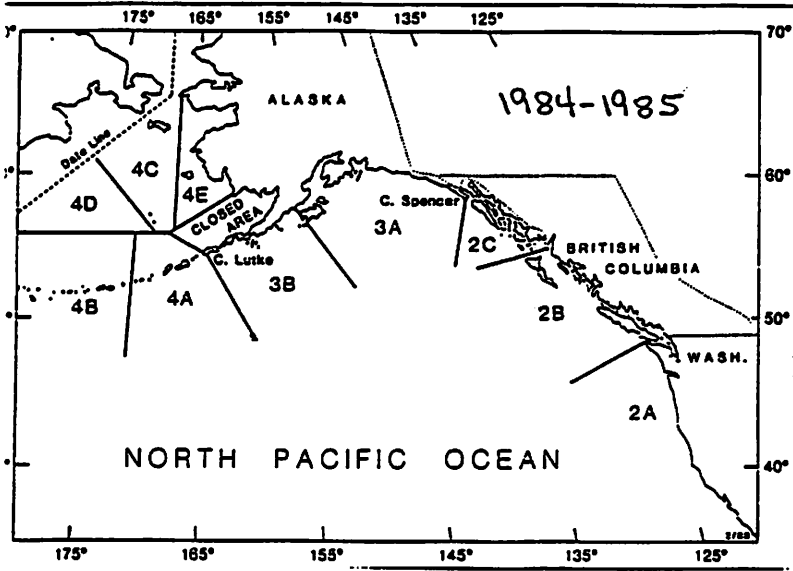 175° 165° 155° 145° 135° 125°
70°
ALASKA
1984-1985
Date Line
4C
4E
60°
4D
CLOSED AREA
C. Spencer
3A
2C
BRITISH COLUMBIA
C. Lutke
3B
4A
4B
2B
50°
WASH.
2A
NORTH PACIFIC OCEAN
40°
175° 165° 155° 145° 135° 125°